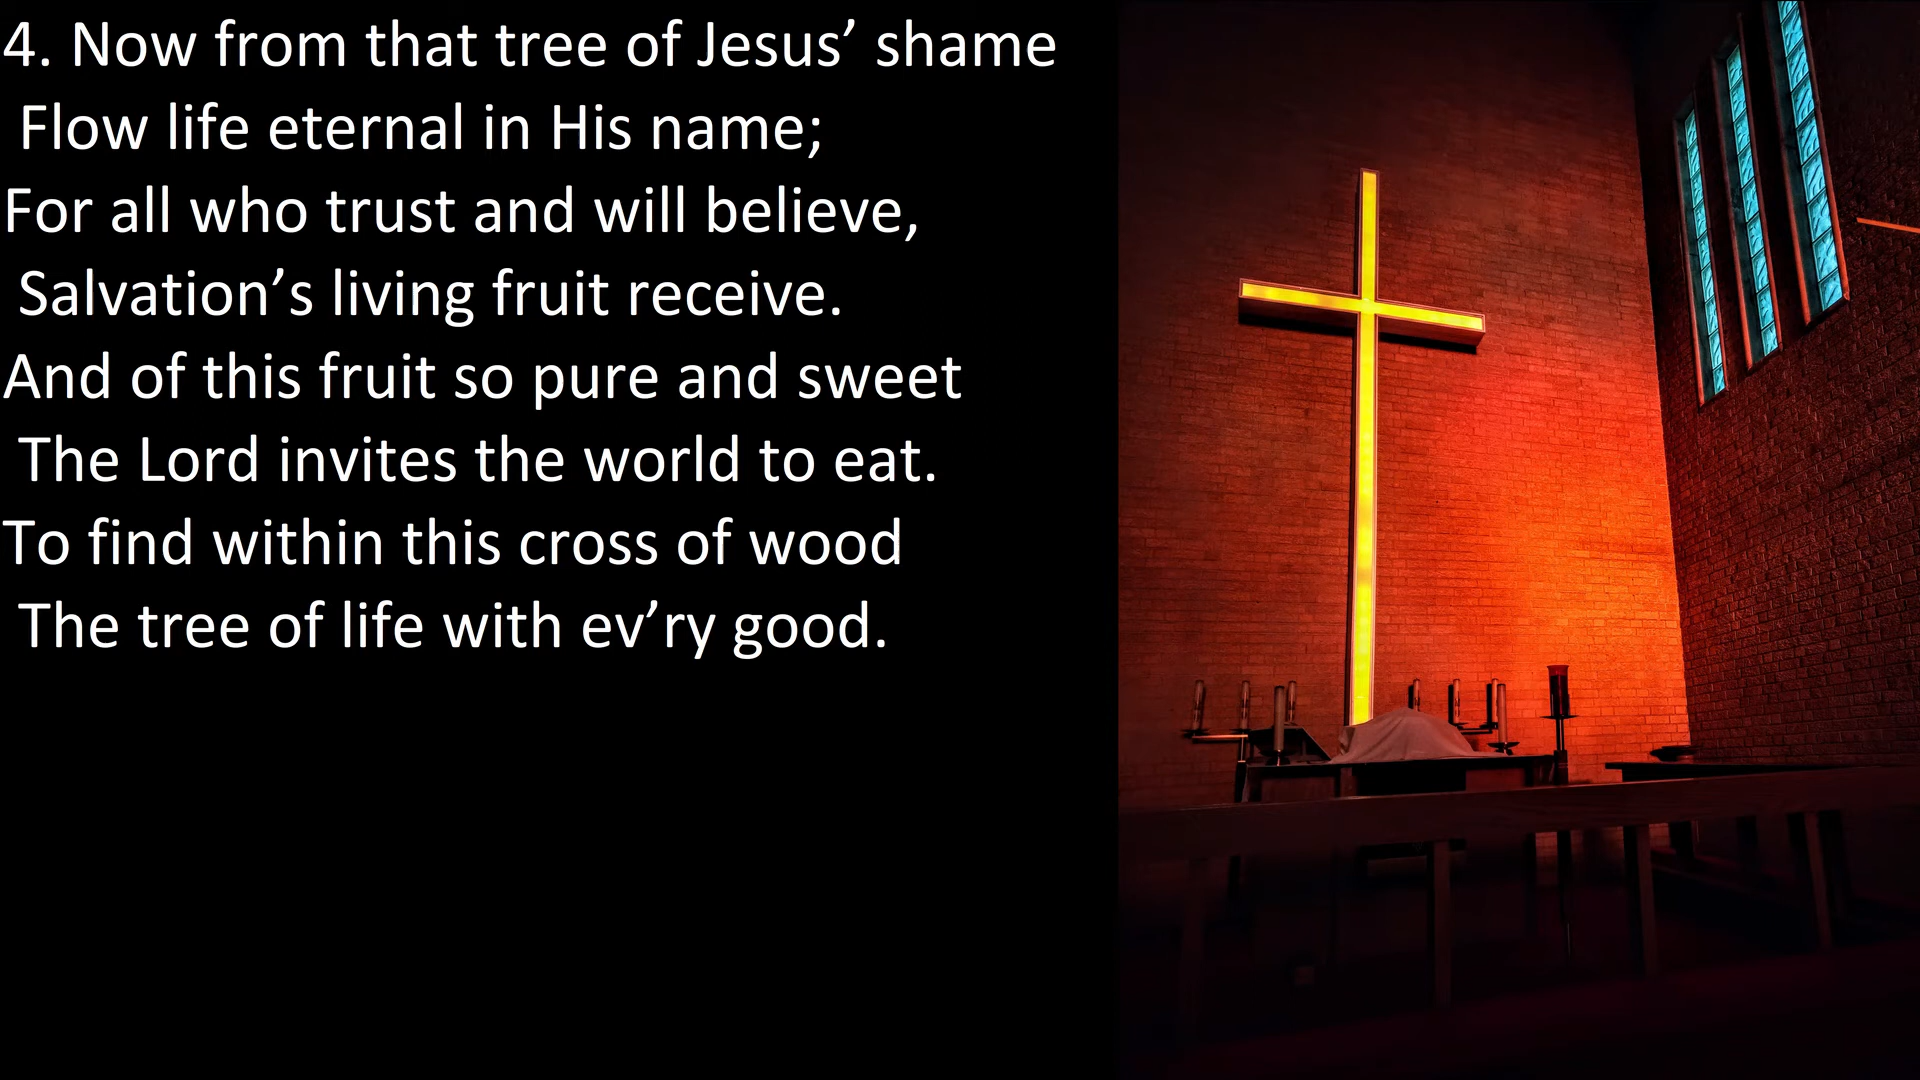 4. Now from that tree of Jesus’ shame
Flow life eternal in His name;
For all who trust and will believe,
Salvation’s living fruit receive.
And of this fruit so pure and sweet
The Lord invites the world to eat.
To find within this cross of wood
The tree of life with ev’ry good.